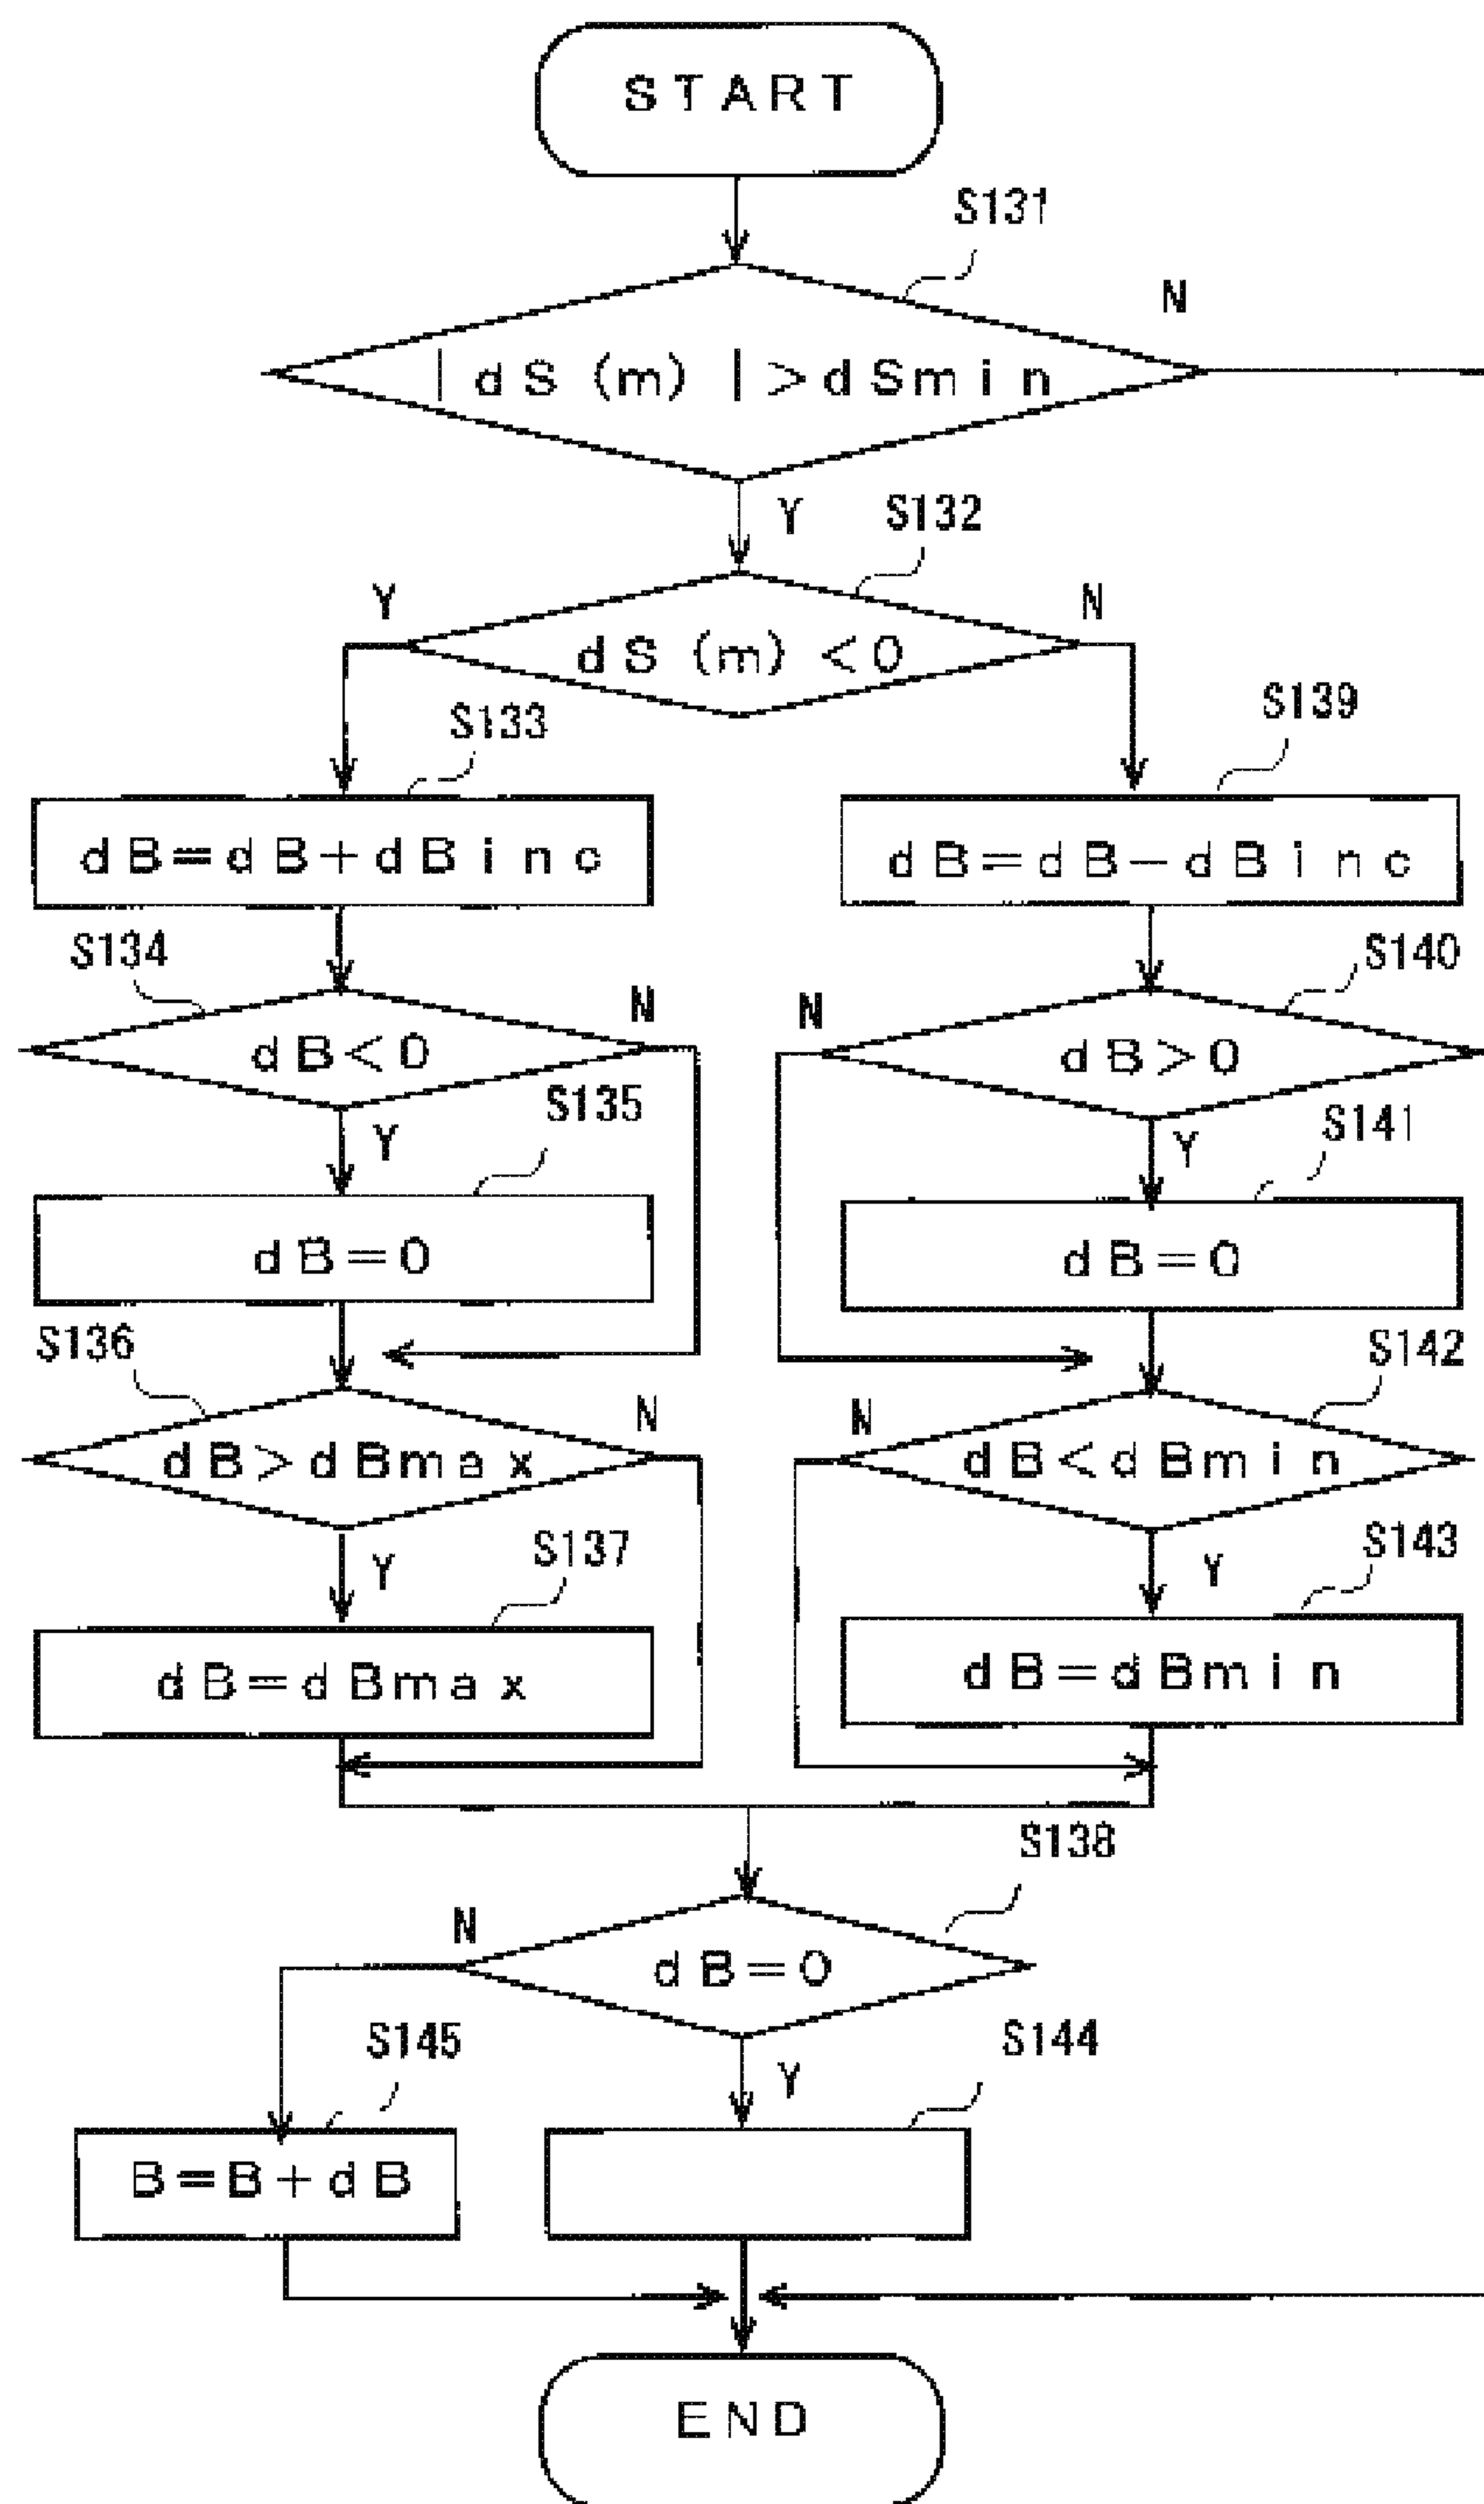 START
S131
N
| dS (m) | > dSmin
Y
S132
Y
N
dS (m) < 0
S133
S139
dB=dB+dBinc
dB=dB-dBinc
S134
S140
N
N
dB<0
dB>0
S135
S141
Y
Y
dB=0
dB=0
S136
S142
N
N
dB>dBmax
dB<dBmin
S137
S143
Y
Y
dB=dBmax
dB=dBmin
S138
N
dB=0
S145
S144
Y
B=B+dB
END